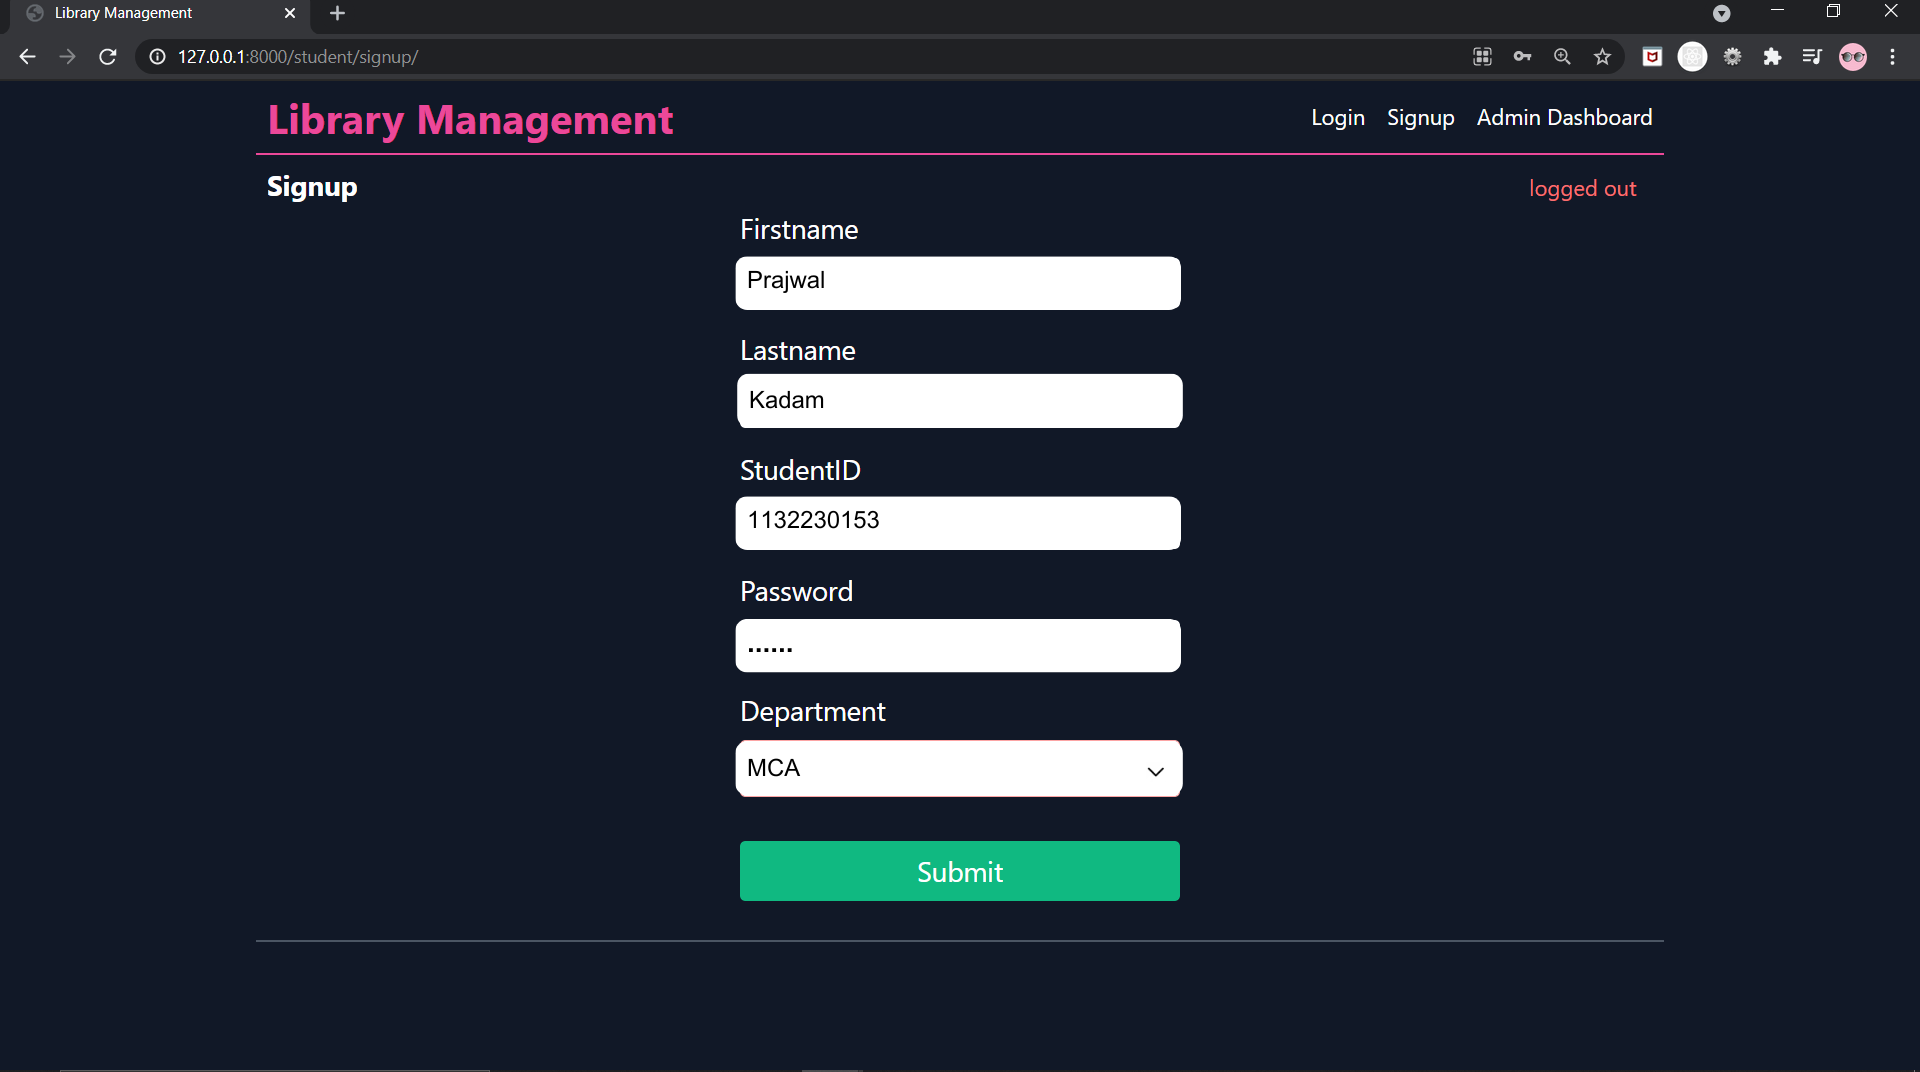 Library Management
127.0.0.1:8000/student/signup/
Library Management
Login Signup Admin Dashboard
Signup
logged out
Firstname
Prajwal
Lastname
Kadam
StudentID
1132230153
Password
......
Department
MCA
Submit